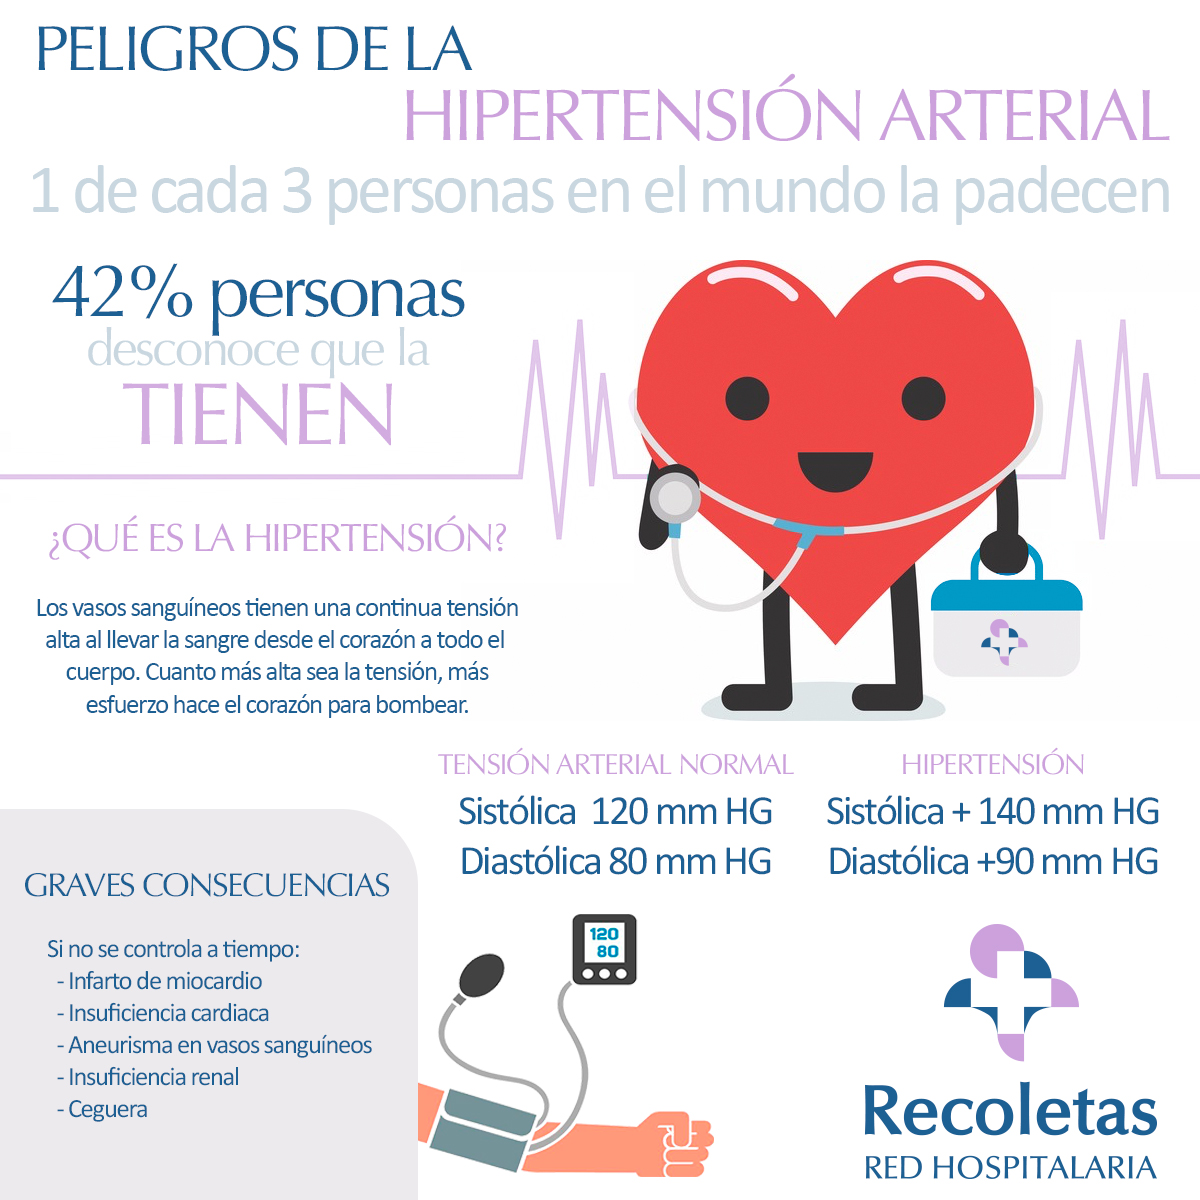 PELIGROS DE LA
HIPERTENSIÓN ARTERIAL
1 de cada 3 personas en el mundo la padecen
42% personas
desconoce que la
TIENEN
¿QUÉ ES LA HIPERTENSIÓN?
Los vasos sanguíneos tienen una continua tensión
alta al llevar la sangre desde el corazón a todo el
cuerpo. Cuanto más alta sea la tensión, más
esfuerzo hace el corazón para bombear.
TENSIÓN ARTERIAL NORMAL
Sistólica 120 mm HG
Diastólica 80 mm HG
HIPERTENSIÓN
Sistólica + 140 mm HG
Diastólica +90 mm HG
GRAVES CONSECUENCIAS
Si no se controla a tiempo:
- Infarto de miocardio
- Insuficiencia cardiaca
- Aneurisma en vasos sanguíneos
- Insuficiencia renal
- Ceguera
120
80
Recoletas
RED HOSPITALARIA